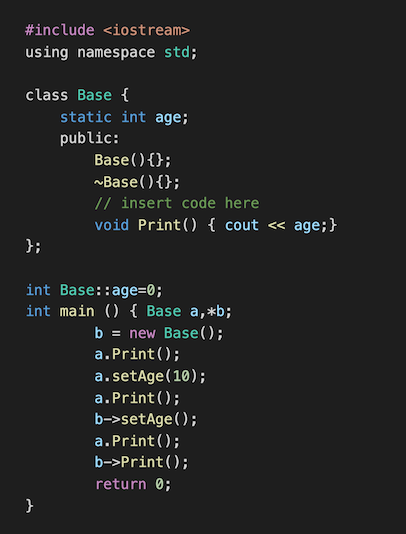 #include <iostream>
using namespace std;

class Base {
    static int age;
    public:
        Base(){};
        ~Base(){};
        // insert code here
        void Print() { cout << age;}
};

int Base::age=0;
int main () { Base a,*b;
        b = new Base();
        a.Print();
        a.setAge(10);
        a.Print();
        b->setAge();
        a.Print();
        b->Print();
        return 0;
}